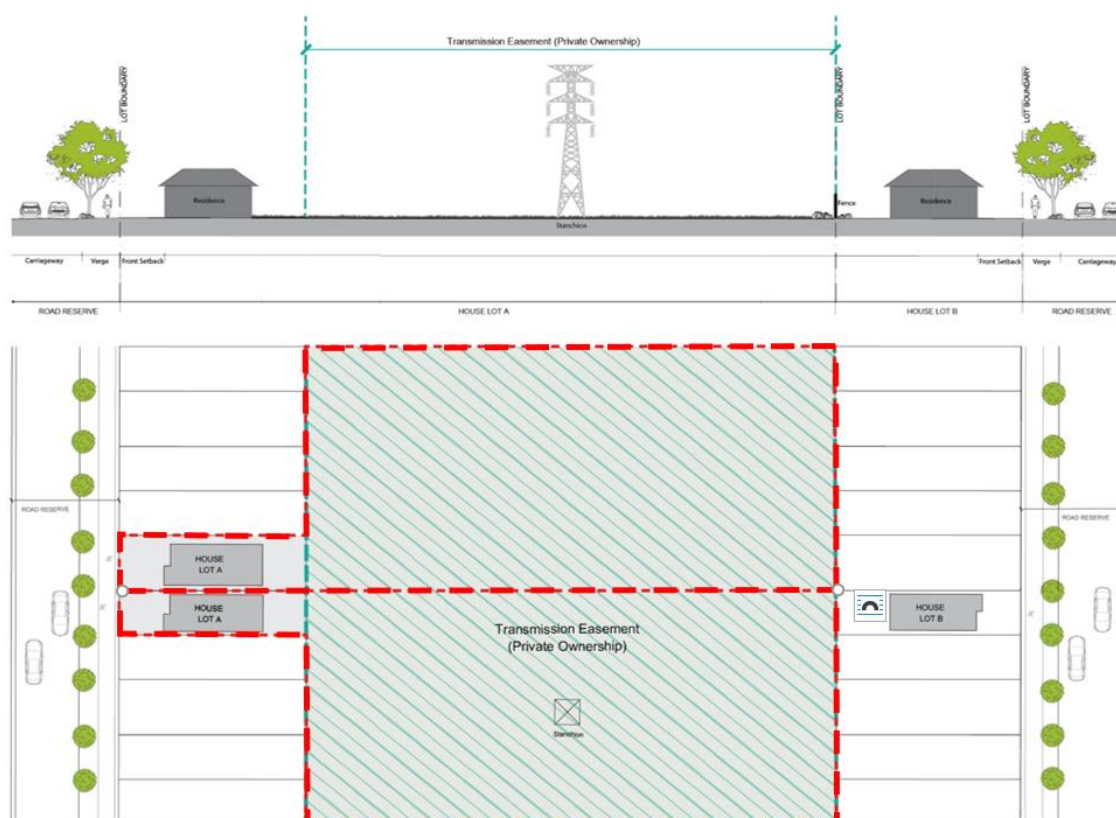 Transmission Easement (Private Ownership)
LOT BOUNDARY
LOT BOUNDARY
LOT BOUNDARY
Residence
Fence
Residence
Stanchion
Carriageway
Verge
Front Setback
Front Setback
Verge
Carriageway
ROAD RESERVE
HOUSE LOT A
HOUSE LOT B
ROAD RESERVE
ROAD RESERVE
ROAD RESERVE
HOUSE
LOT A
HOUSE
LOT A
HOUSE
LOT B
Transmission Easement
(Private Ownership)
Stanchion